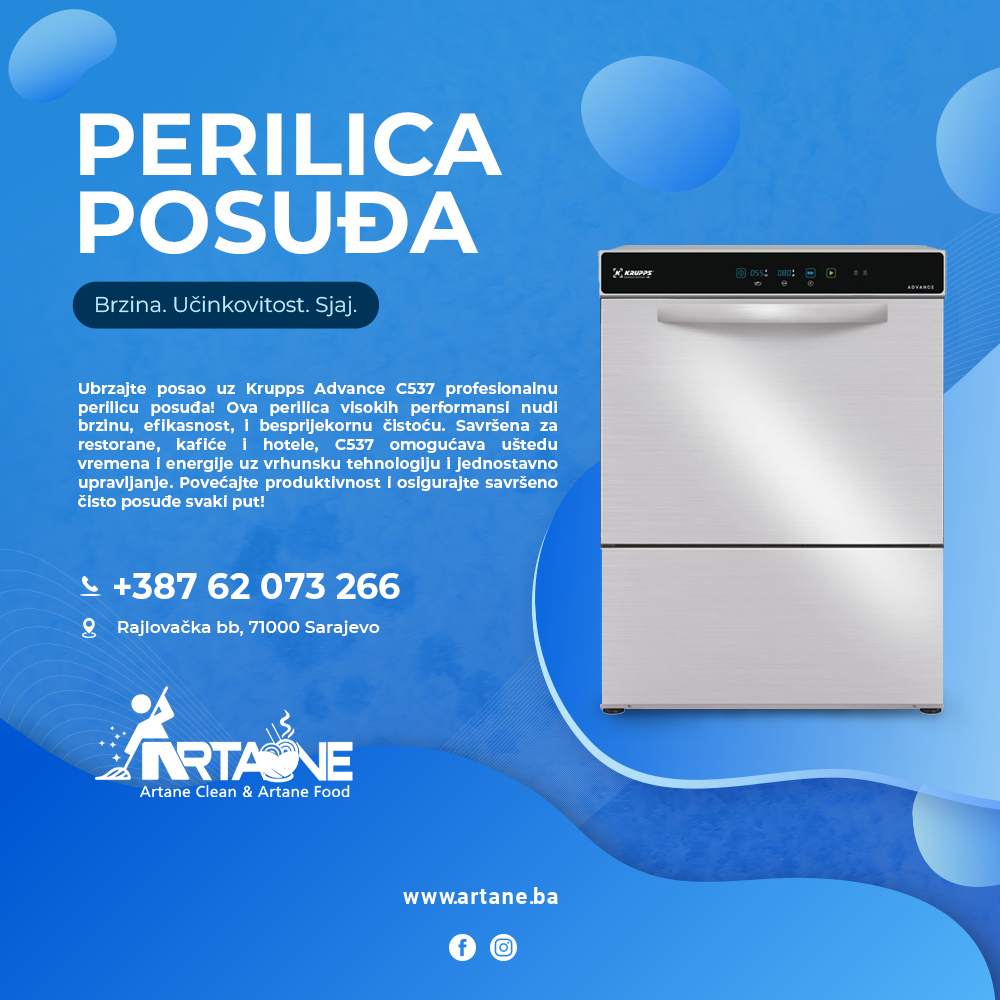 PERILICA
POSUĐA
Brzina. Učinkovitost. Sjaj.
Ubrzajte posao uz Krupps Advance C537 profesionalnu
perilicu posuđa! Ova perilica visokih performansi nudi
brzinu, efikasnost, i besprijekornu čistoću. Savršena za
restorane, kafiće i hotele, C537 omogućava uštedu
vremena i energije uz vrhunsku tehnologiju i jednostavno
upravljanje. Povećajte produktivnost i osigurajte savršeno
čisto posuđe svaki put!
KRUPPS
055
080
ADVANCE
+387 62 073 266
Rajlovačka bb, 71000 Sarajevo
ARTANE
Artane Clean & Artane Food
www.artane.ba